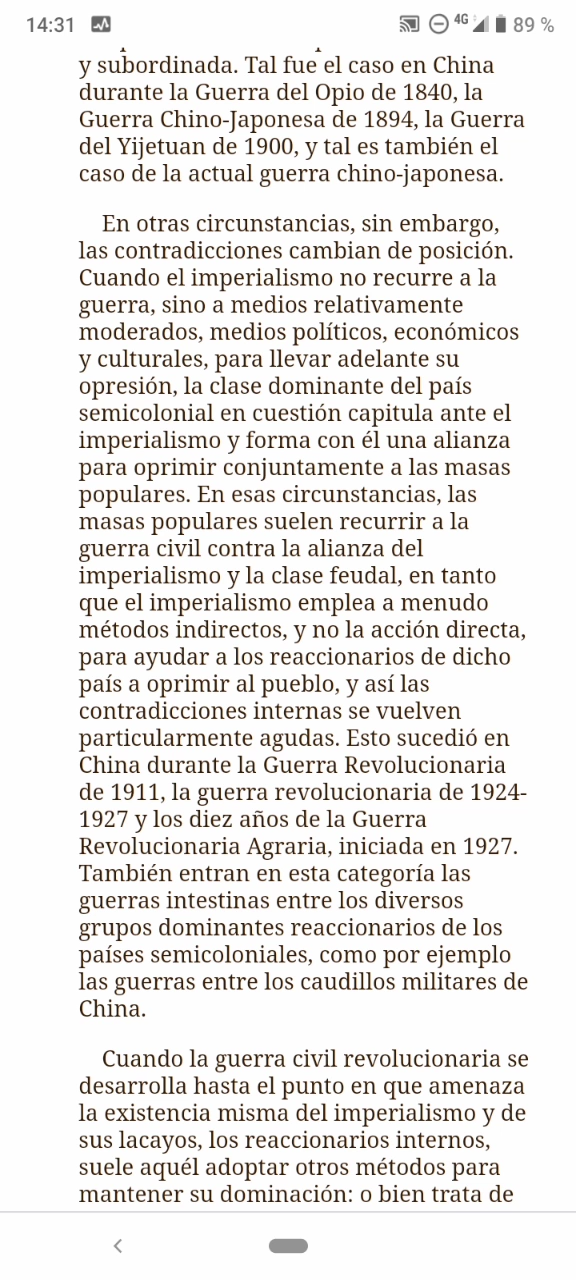 14:31 4G 89 %
y subordinada. Tal fue el caso en China
durante la Guerra del Opio de 1840, la
Guerra Chino-Japonesa de 1894, la Guerra
del Yijetuan de 1900, y tal es también el
caso de la actual guerra chino-japonesa.
En otras circunstancias, sin embargo,
las contradicciones cambian de posición.
Cuando el imperialismo no recurre a la
guerra, sino a medios relativamente
moderados, medios políticos, económicos
y culturales, para llevar adelante su
opresión, la clase dominante del país
semicolonial en cuestión capitula ante el
imperialismo y forma con él una alianza
para oprimir conjuntamente a las masas
populares. En esas circunstancias, las
masas populares suelen recurrir a la
guerra civil contra la alianza del
imperialismo y la clase feudal, en tanto
que el imperialismo emplea a menudo
métodos indirectos, y no la acción directa,
para ayudar a los reaccionarios de dicho
país a oprimir al pueblo, y así las
contradicciones internas se vuelven
particularmente agudas. Esto sucedió en
China durante la Guerra Revolucionaria
de 1911, la guerra revolucionaria de 1924-
1927 y los diez años de la Guerra
Revolucionaria Agraria, iniciada en 1927.
También entran en esta categoría las
guerras intestinas entre los diversos
grupos dominantes reaccionarios de los
países semicoloniales, como por ejemplo
las guerras entre los caudillos militares de
China.
Cuando la guerra civil revolucionaria se
desarrolla hasta el punto en que amenaza
la existencia misma del imperialismo y de
sus lacayos, los reaccionarios internos,
suele aquél adoptar otros métodos para
mantener su dominación: o bien trata de